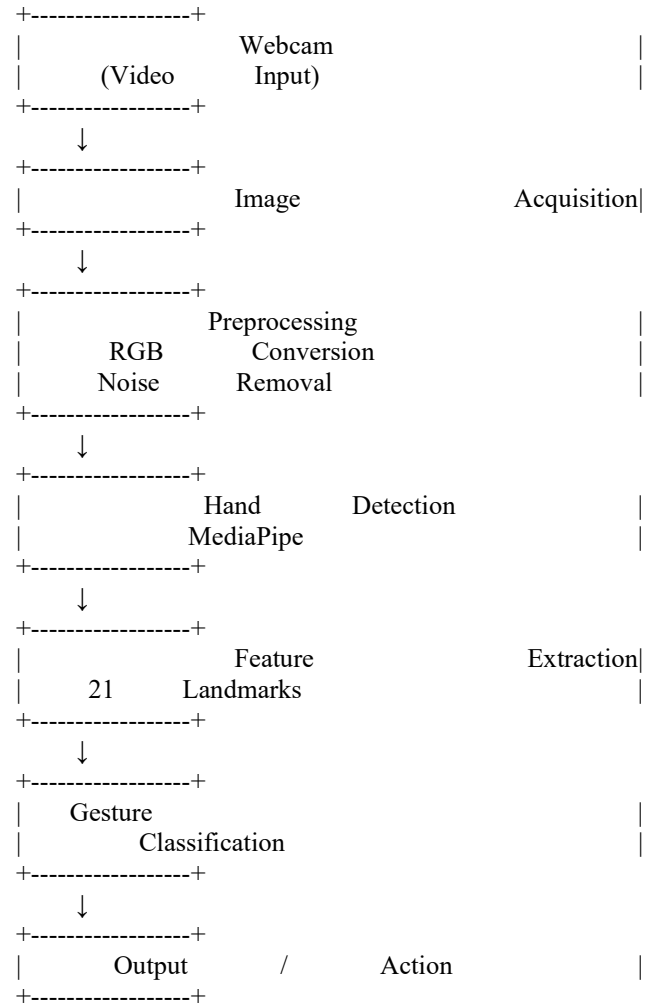 +------------------+
| Webcam |
| (Video Input) |
+------------------+
↓
+------------------+
| Image Acquisition|
+------------------+
↓
+------------------+
| Preprocessing |
| RGB Conversion |
| Noise Removal |
+------------------+
↓
+------------------+
| Hand Detection |
| MediaPipe |
+------------------+
↓
+------------------+
| Feature Extraction|
| 21 Landmarks |
+------------------+
↓
+------------------+
| Gesture |
| Classification |
+------------------+
↓
+------------------+
| Output / Action |
+------------------+